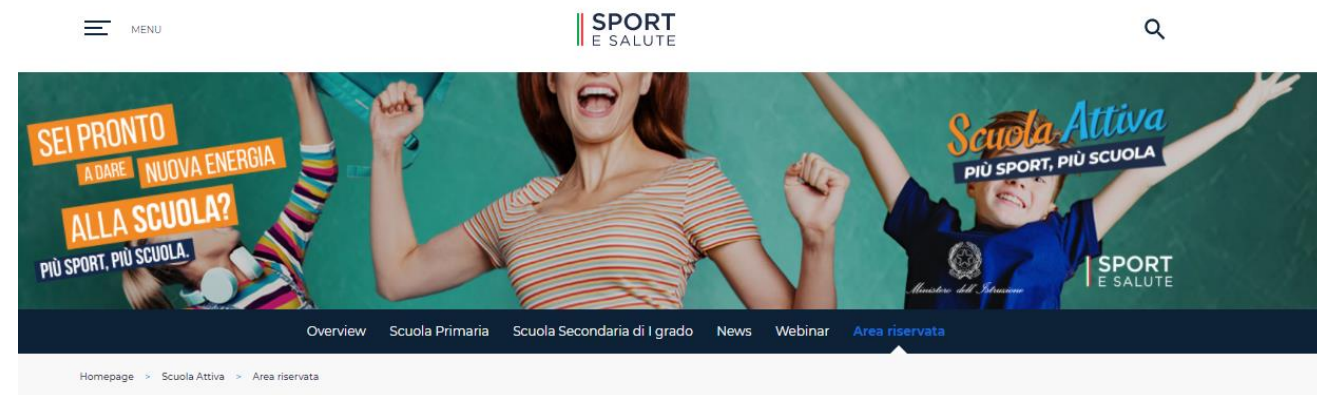 MENU
SPORT
E SALUTE
SEI PRONTO
A DARE NUOVA ENERGIA
ALLA SCUOLA?
PIÙ SPORT, PIÙ SCUOLA.
Scuola Attiva
PIÙ SPORT, PIÙ SCUOLA
Ministero dell'Istruzione
SPORT
E SALUTE
Overview Scuola Primaria Scuola Secondaria di I grado News Webinar Area riservata
Homepage > Scuola Attiva > Area riservata